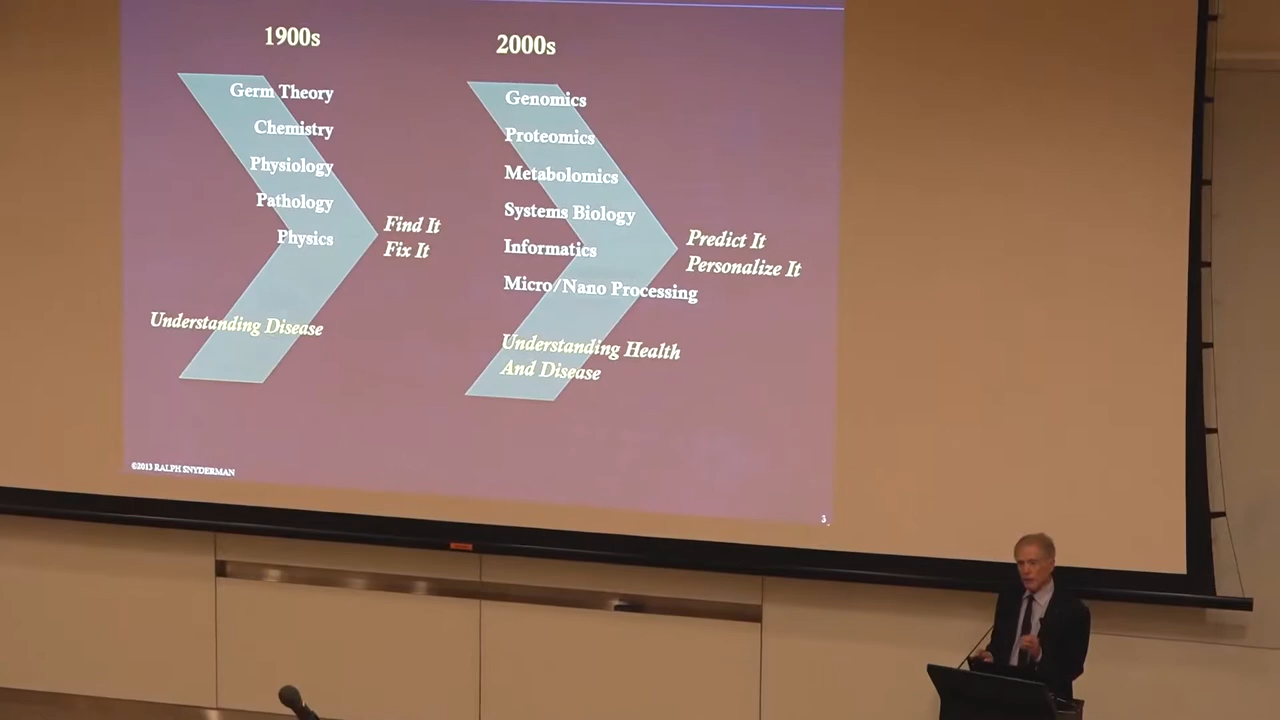 1900s
Germ Theory
Chemistry
Physiology
Pathology
Physics
Find It
Fix It
Understanding Disease
2000s
Genomics
Proteomics
Metabolomics
Systems Biology
Informatics
Micro/Nano Processing
Predict It
Personalize It
Understanding Health
And Disease
©2013 RALPH SNYDERMAN
3